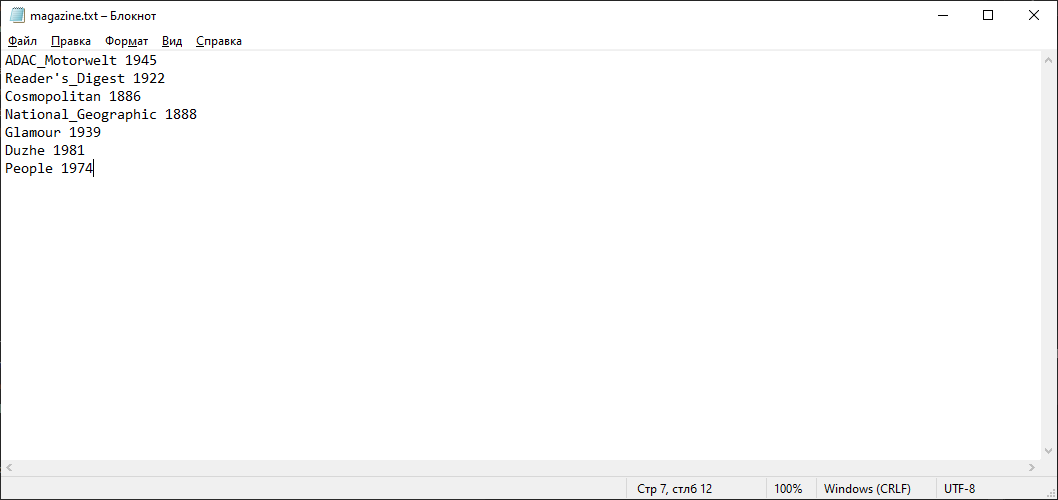 magazine.txt – Блокнот
Файл Правка Формат Вид Справка
ADAC_Motorwelt 1945
Reader's_Digest 1922
Cosmopolitan 1886
National_Geographic 1888
Glamour 1939
Duzhe 1981
People 1974
Стр 7, стлб 12 100% Windows (CRLF) UTF-8